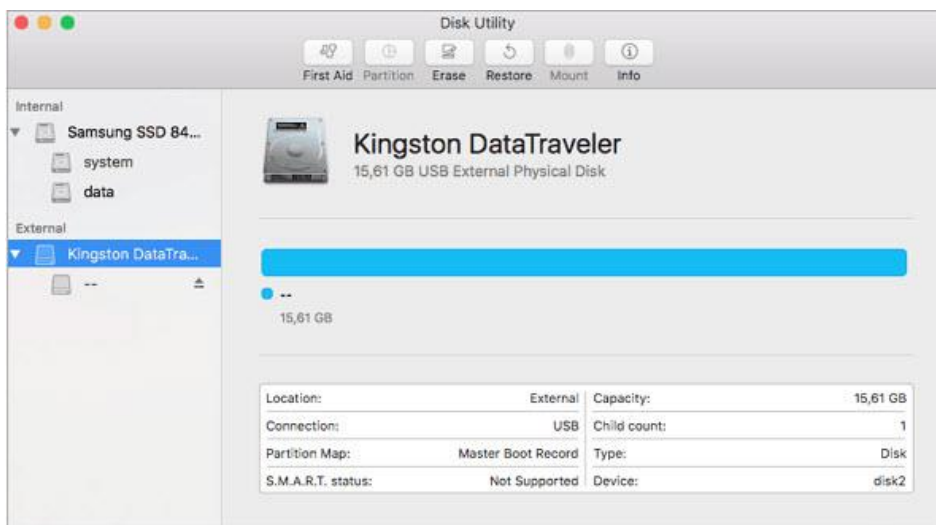 Disk Utility
First Aid Partition Erase Restore Mount Info
Internal
Samsung SSD 84...
system
data
External
Kingston DataTra...
--
Kingston DataTraveler
15,61 GB USB External Physical Disk
--
15,61 GB
Location: External Capacity: 15,61 GB
Connection: USB Child count: 1
Partition Map: Master Boot Record Type: Disk
S.M.A.R.T. status: Not Supported Device: disk2